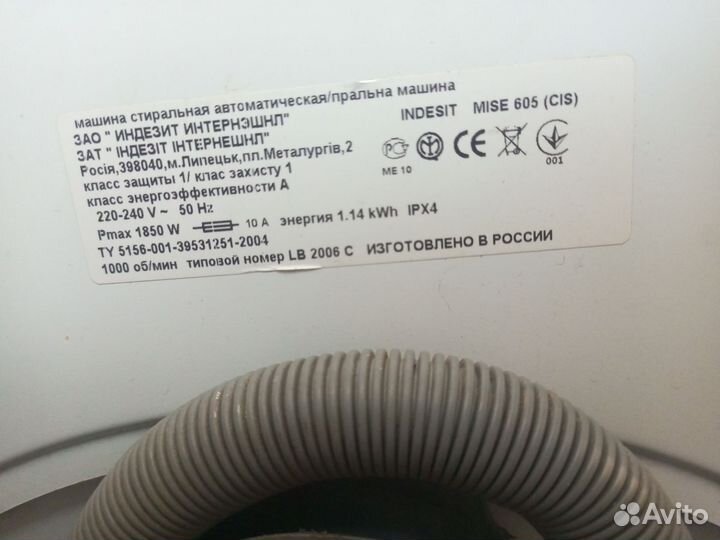 машина стиральная автоматическая/пральна машина
ЗАО " ИНДЕЗИТ ИНТЕРНЭШНЛ"
INDESIT MISE 605 (CIS)
ЗАТ " ІНДЕЗІТ ІНТЕРНЕШНЛ"
Росія,398040,м.Липецьк,пл.Металургів,2
класс защиты 1/ клас захисту 1
ME 10
001
класс энергоэффективности А
220-240 V ~ 50 Hz
Pmax 1850 W 10 A энергия 1.14 kWh IPX4
ТУ 5156-001-39531251-2004
1000 об/мин типовой номер LB 2006 C ИЗГОТОВЛЕНО В РОССИИ
Avito